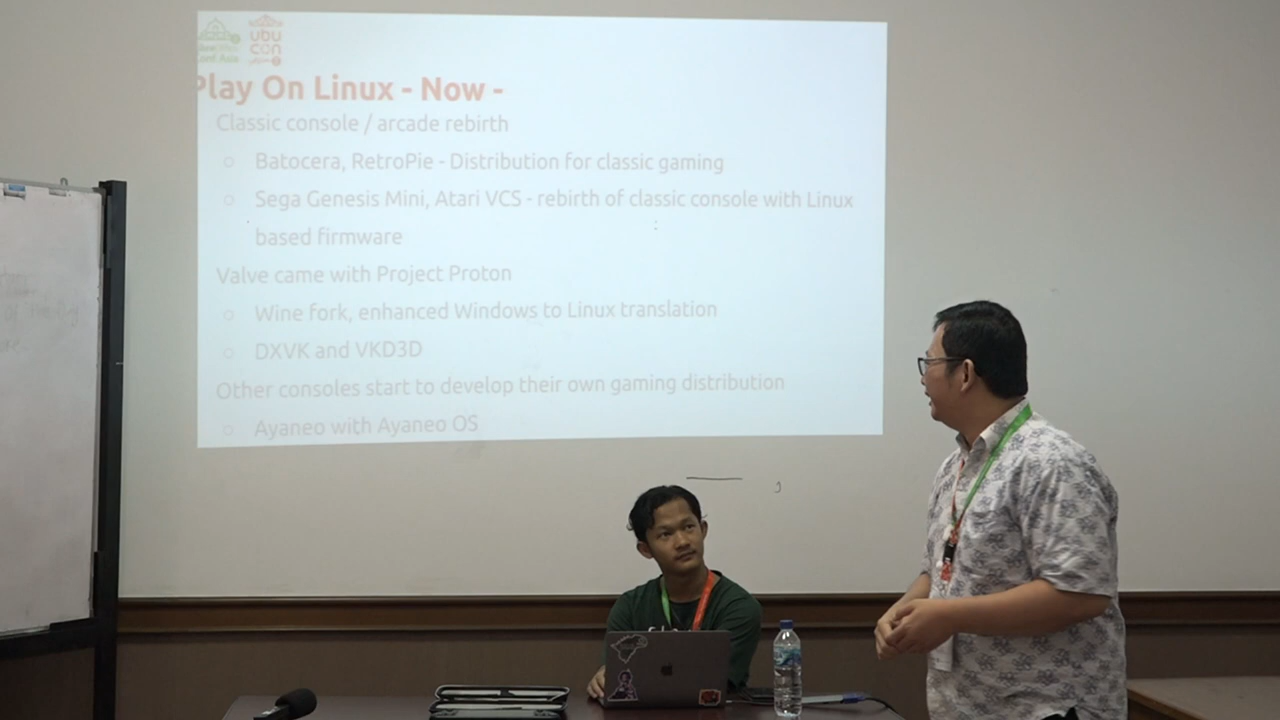 ubu
con
Play On Linux - Now -
Classic console / arcade rebirth
○ Batocera, RetroPie - Distribution for classic gaming
○ Sega Genesis Mini, Atari VCS - rebirth of classic console with Linux
based firmware
Valve came with Project Proton
○ Wine fork, enhanced Windows to Linux translation
○ DXVK and VKD3D
Other consoles start to develop their own gaming distribution
○ Ayaneo with Ayaneo OS